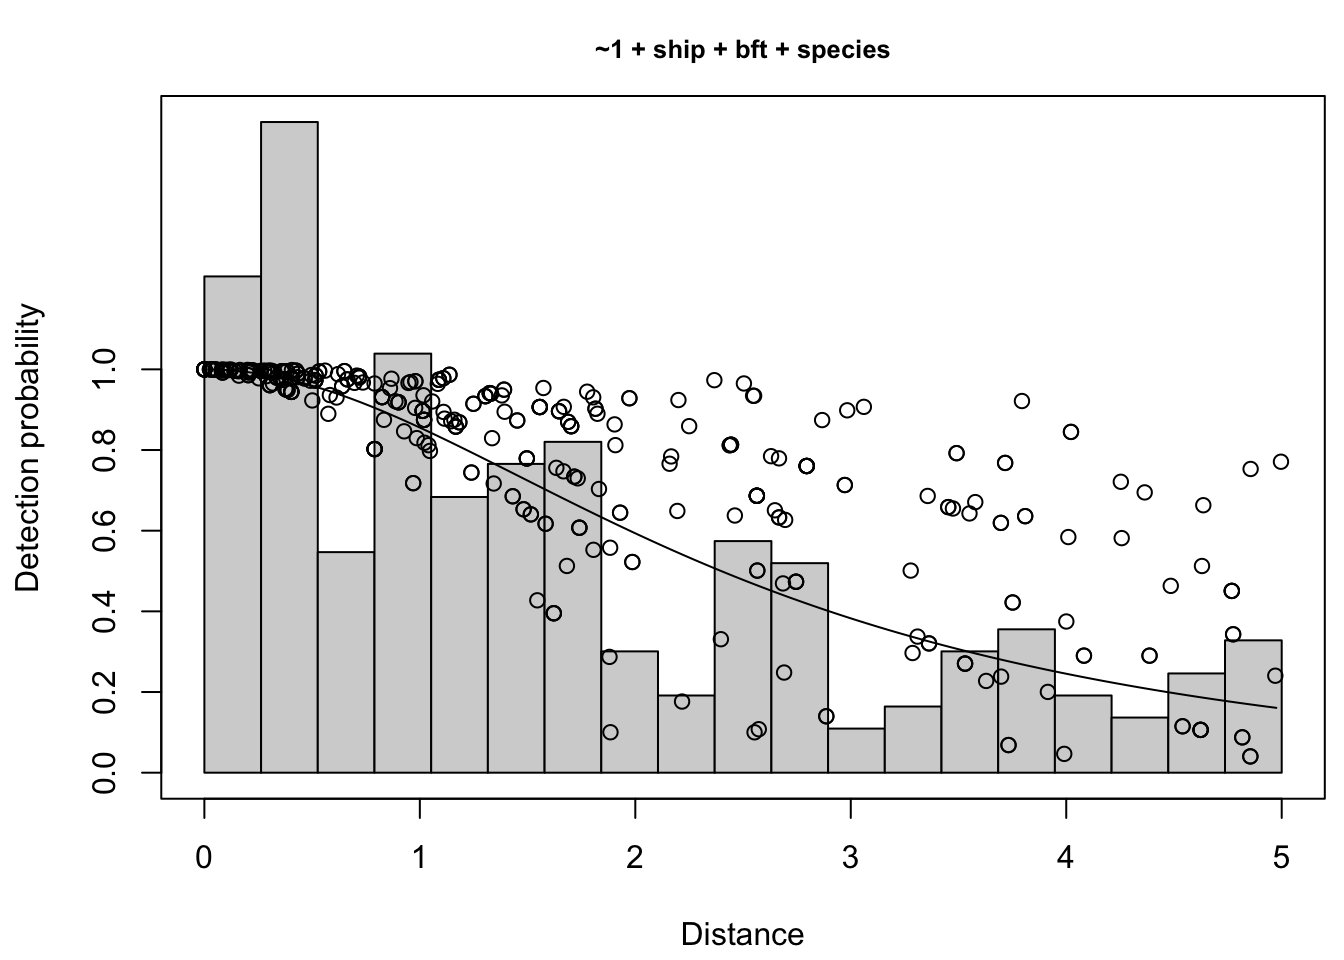 ~1 + ship + bft + species
Detection probability
1.0
0.8
0.6
0.4
0.2
0.0
0 1 2 3 4 5
Distance